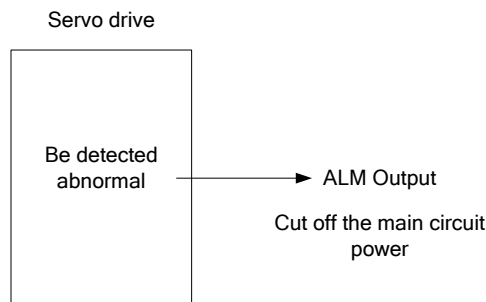 Servo drive
Be detected
abnormal
ALM Output
Cut off the main circuit
power